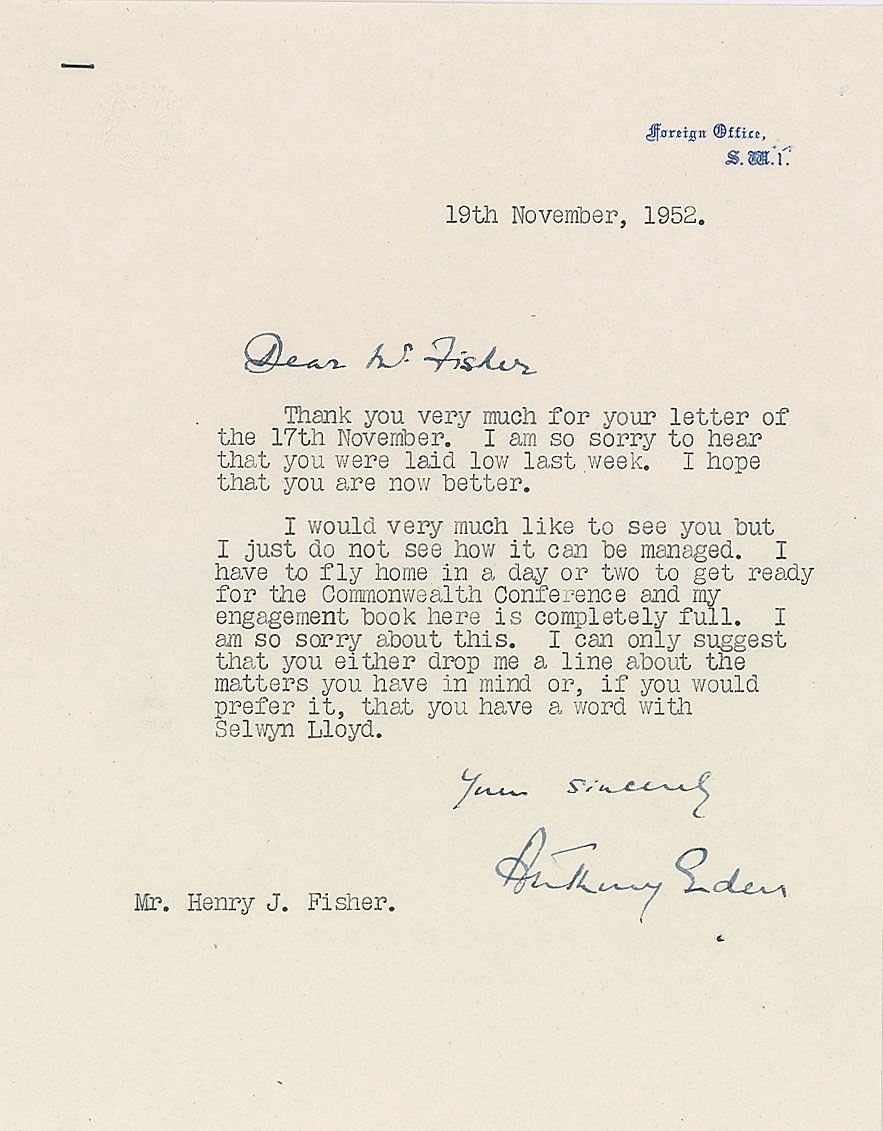 Foreign Office,
S.W.1.
19th November, 1952.
Dear Mr. Fisher
Thank you very much for your letter of
the 17th November. I am so sorry to hear
that you were laid low last week. I hope
that you are now better.
I would very much like to see you but
I just do not see how it can be managed. I
have to fly home in a day or two to get ready
for the Commonwealth Conference and my
engagement book here is completely full. I
am so sorry about this. I can only suggest
that you either drop me a line about the
matters you have in mind or, if you would
prefer it, that you have a word with
Selwyn Lloyd.
Yours sincerely
Anthony Eden
Mr. Henry J. Fisher.